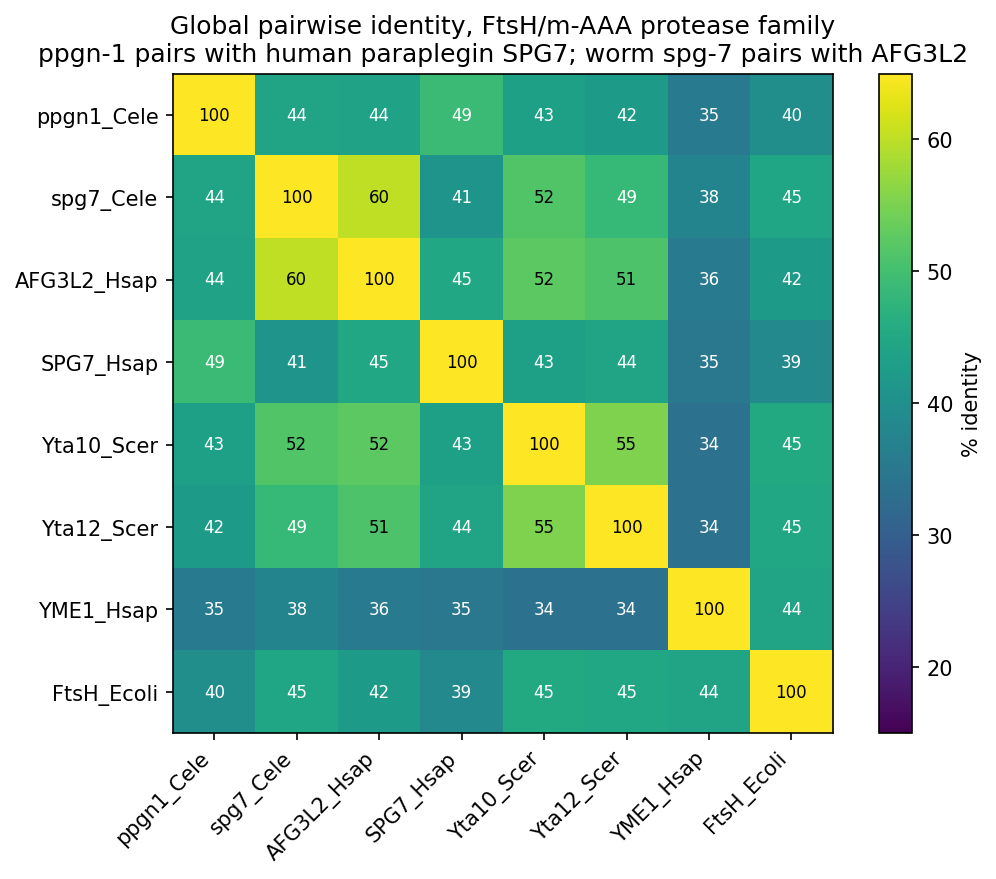 Global pairwise identity, FtsH/m-AAA protease family
ppgn-1 pairs with human paraplegin SPG7; worm spg-7 pairs with AFG3L2
ppgn1_Cele 100 44 44 49 43 42 35 40
spg7_Cele 44 100 60 41 52 49 38 45
AFG3L2_Hsap 44 60 100 45 52 51 36 42
SPG7_Hsap 49 41 45 100 43 44 35 39
Yta10_Scer 43 52 52 43 100 55 34 45
Yta12_Scer 42 49 51 44 55 100 34 45
YME1_Hsap 35 38 36 35 34 34 100 44
FtsH_Ecoli 40 45 42 39 45 45 44 100
ppgn1_Cele
spg7_Cele
AFG3L2_Hsap
SPG7_Hsap
Yta10_Scer
Yta12_Scer
YME1_Hsap
FtsH_Ecoli
60
50
40
30
20
% identity